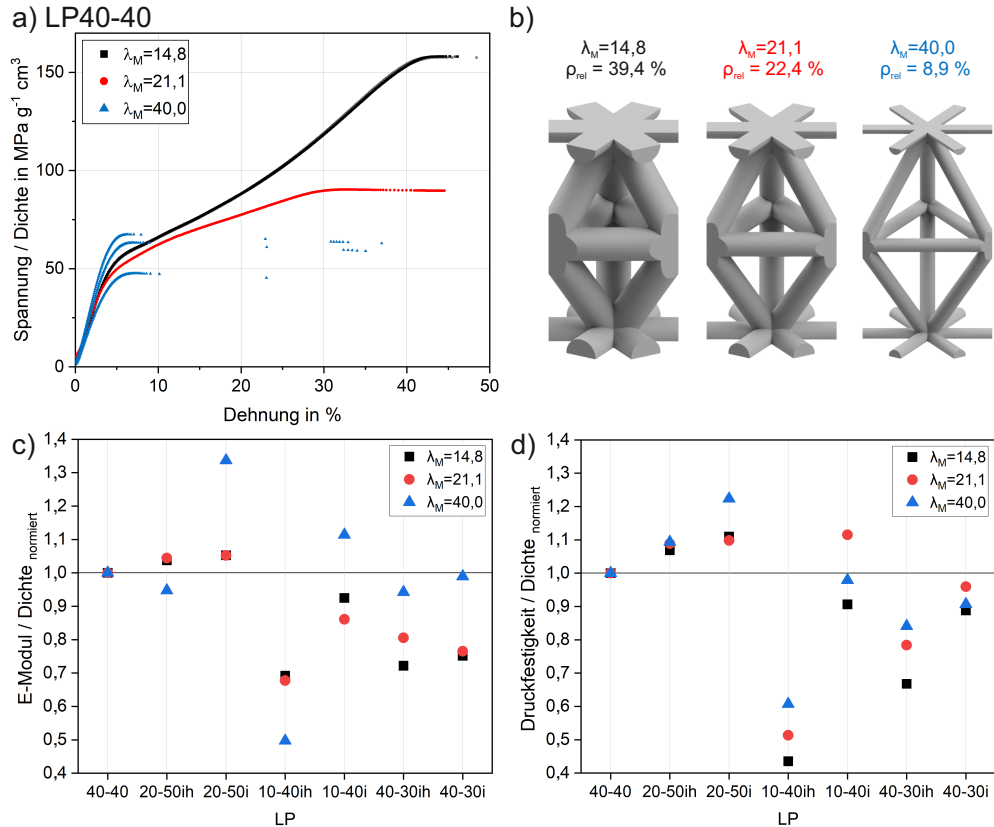 a) LP40-40
b)
λM=14,8
λM=21,1
λM=40,0
Spannung / Dichte in MPa g⁻¹ cm³
150
100
50
0
0 10 20 30 40 50
Dehnung in %
λM=14,8
ρrel = 39,4 %
λM=21,1
ρrel = 22,4 %
λM=40,0
ρrel = 8,9 %
c)
E-Modul / Dichte normiert
1,4
1,3
1,2
1,1
1,0
0,9
0,8
0,7
0,6
0,5
0,4
λM=14,8
λM=21,1
λM=40,0
40-40 20-50ih 20-50i 10-40ih 10-40i 40-30ih 40-30i
LP
d)
Druckfestigkeit / Dichte normiert
1,4
1,3
1,2
1,1
1,0
0,9
0,8
0,7
0,6
0,5
0,4
λM=14,8
λM=21,1
λM=40,0
40-40 20-50ih 20-50i 10-40ih 10-40i 40-30ih 40-30i
LP